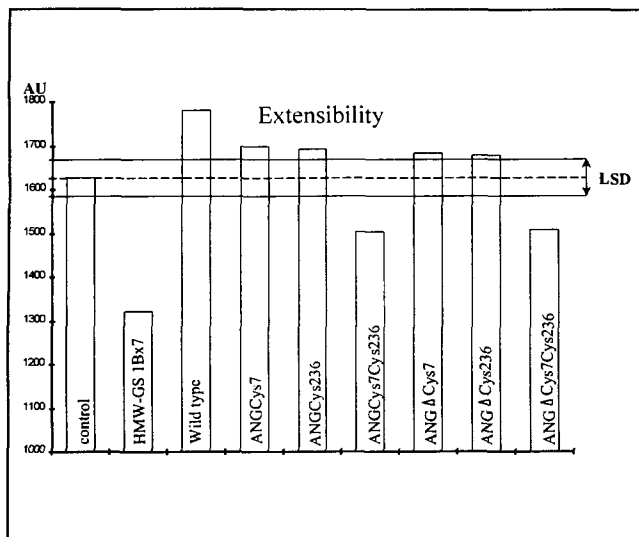 AU
Extensibility
1800
1700
1600
1500
1400
1300
1200
1100
1000
LSD
control
HMW-GS 1Bx7
Wild type
ANGCys7
ANGCys236
ANGCys7Cys236
ANG Δ Cys7
ANG Δ Cys236
ANG Δ Cys7Cys236